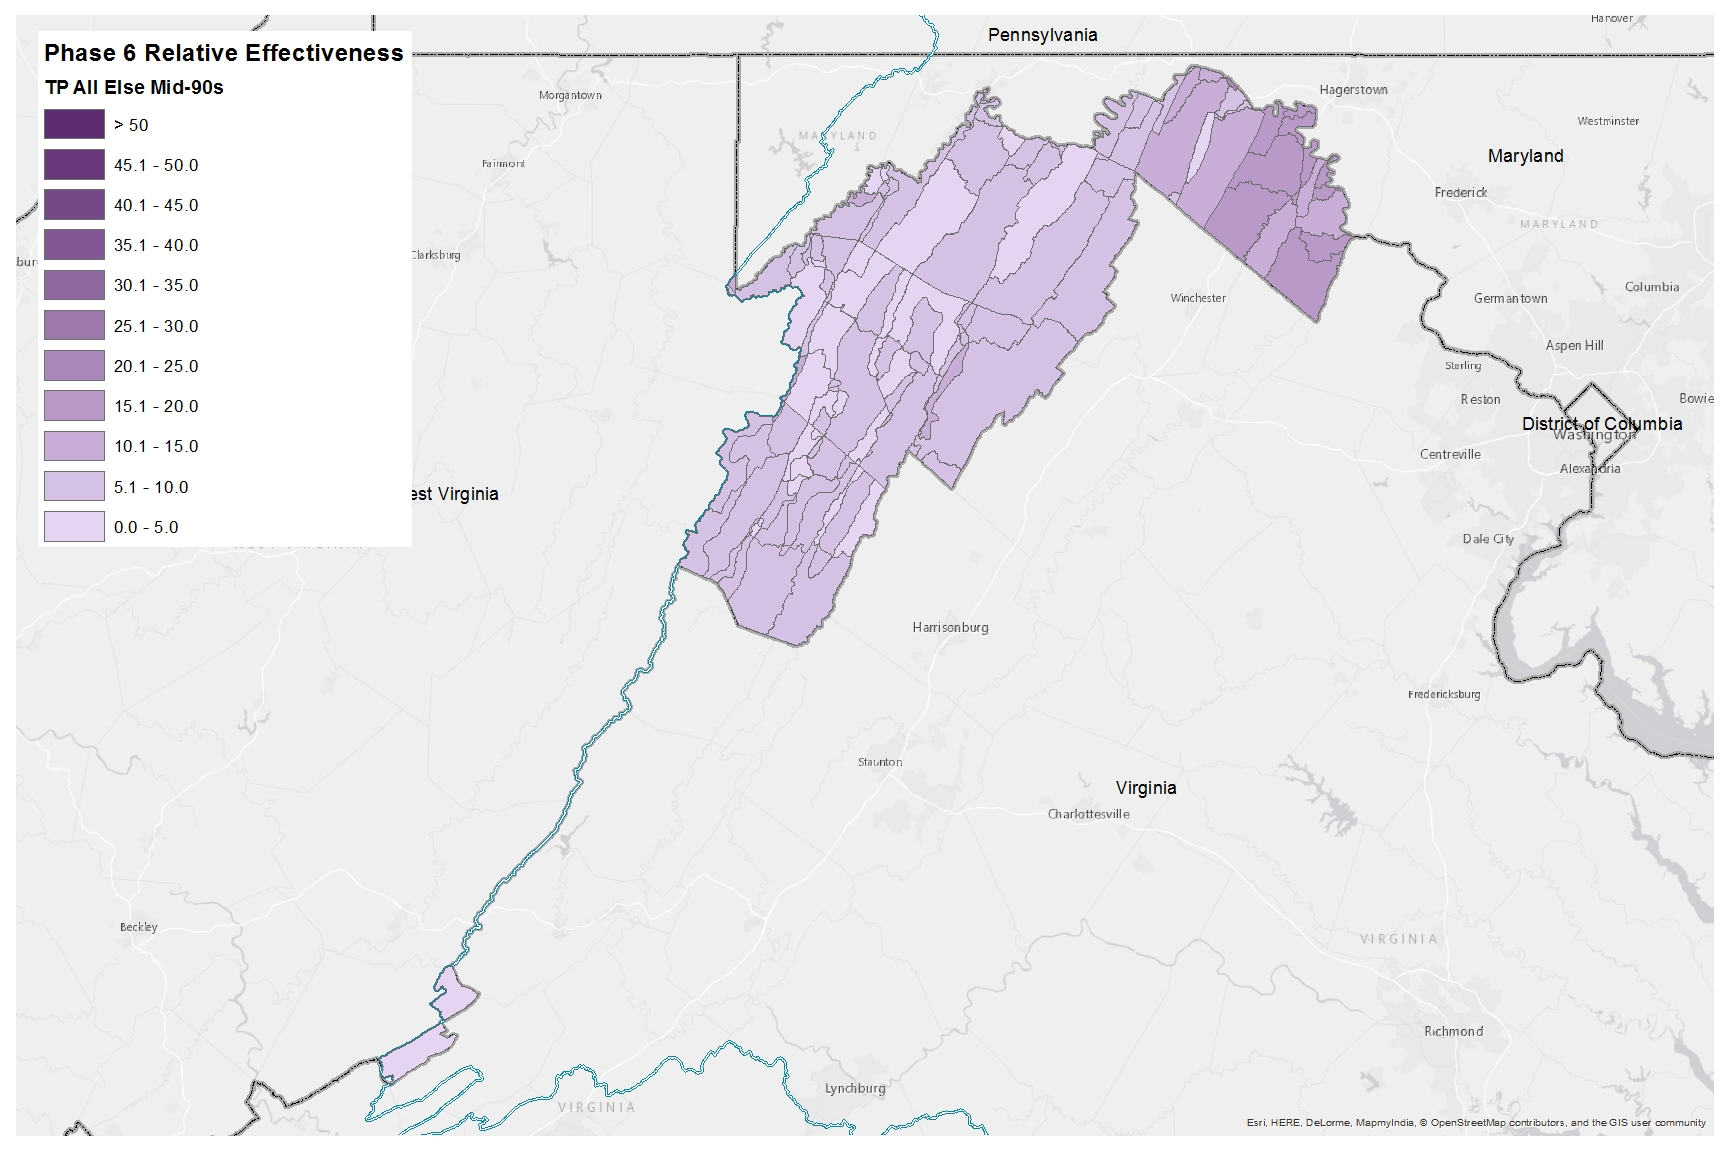 Phase 6 Relative Effectiveness
TP All Else Mid-90s
> 50
45.1 - 50.0
40.1 - 45.0
35.1 - 40.0
30.1 - 35.0
25.1 - 30.0
20.1 - 25.0
15.1 - 20.0
10.1 - 15.0
5.1 - 10.0
0.0 - 5.0
Hanover
Pennsylvania
Morgantown
Hagerstown
Westminster
MARYLAND
Maryland
Fairmont
Frederick
MARYLAND
Clarksburg
bur
Columbia
Winchester
Germantown
Aspen Hill
Sterling
Reston
Bowie
District of Columbia
Washington
Centreville
Alexandria
est Virginia
Dale City
Harrisonburg
Fredericksburg
Staunton
Virginia
Charlottesville
Beckley
VIRGINIA
Richmond
Lynchburg
VIRGINIA
Esri, HERE, DeLorme, MapmyIndia, © OpenStreetMap contributors, and the GIS user community